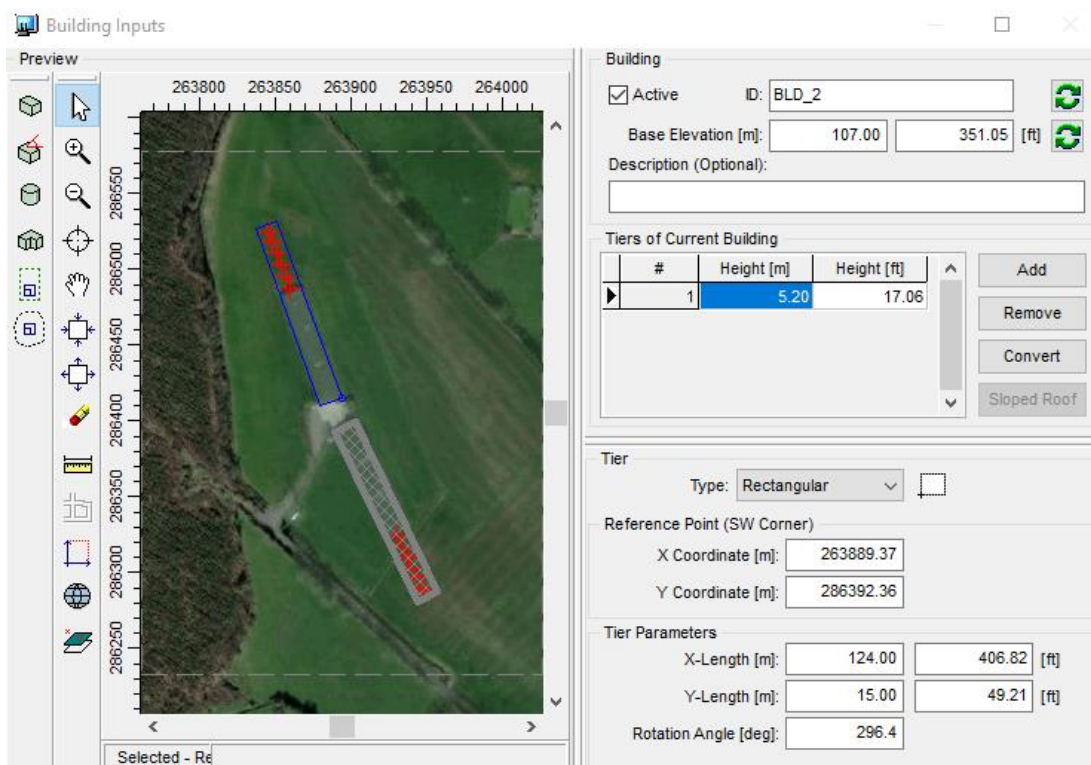 Building Inputs
Preview
263800 263850 263900 263950 264000
286550
286500
286450
286400
286350
286300
286250
Selected - Re
Building
Active ID: BLD_2
Base Elevation [m]: 107.00 351.05 [ft]
Description (Optional):
Tiers of Current Building
# Height [m] Height [ft]
1 5.20 17.06
Add
Remove
Convert
Sloped Roof
Tier
Type: Rectangular
Reference Point (SW Corner)
X Coordinate [m]: 263889.37
Y Coordinate [m]: 286392.36
Tier Parameters
X-Length [m]: 124.00 406.82 [ft]
Y-Length [m]: 15.00 49.21 [ft]
Rotation Angle [deg]: 296.4